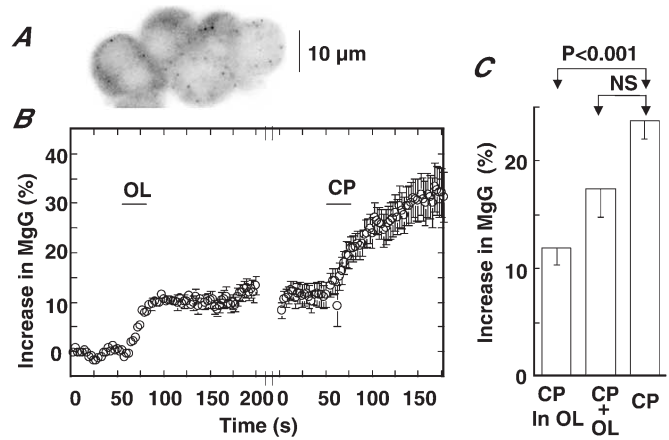 A
10 μm
B
Increase in MgG (%)
40
30
20
10
0
OL
CP
0 50 100 150 200 0 50 100 150
Time (s)
C
P<0.001
NS
Increase in MgG (%)
20
10
0
CP In OL
CP + OL
CP